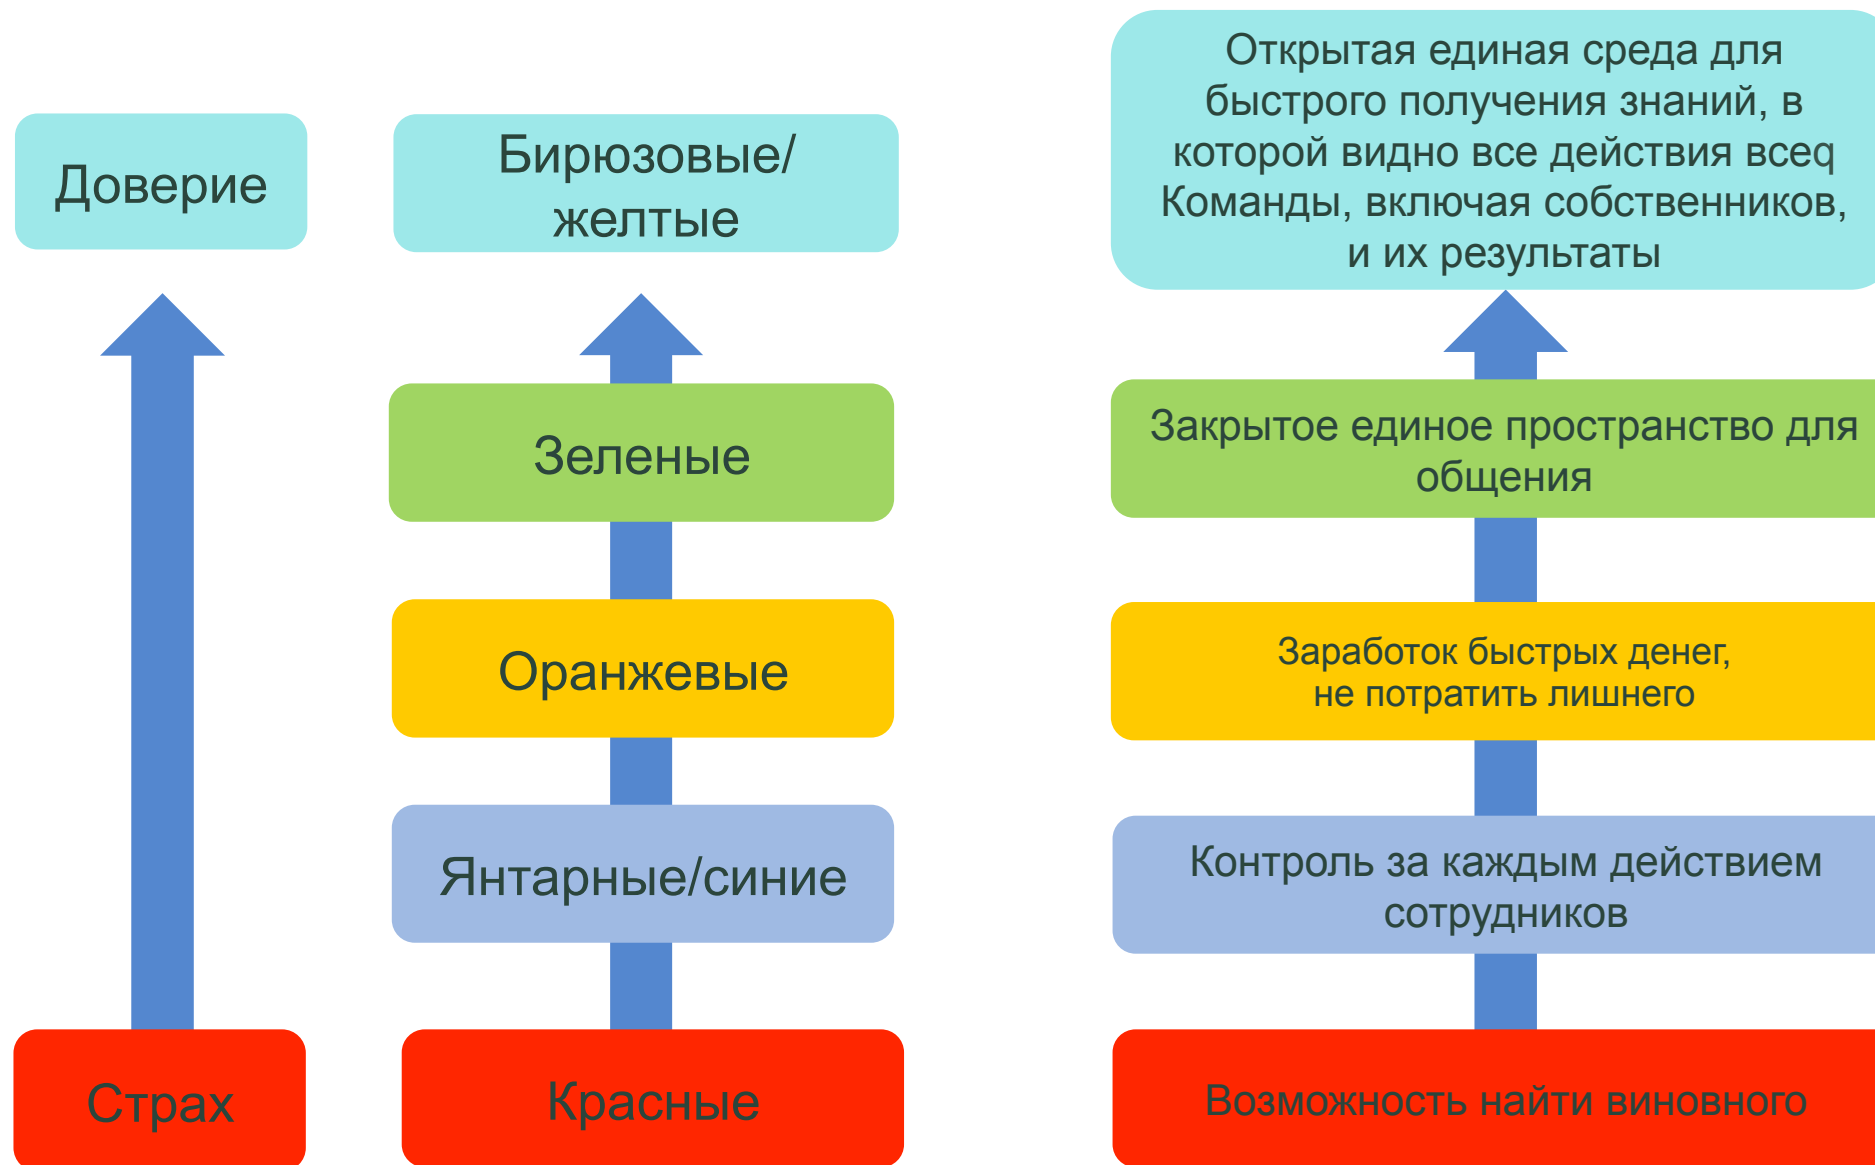 Доверие
Бирюзовые/
желтые
Открытая единая среда для
быстрого получения знаний, в
которой видно все действия всеq
Команды, включая собственников,
и их результаты
Зеленые
Закрытое единое пространство для
общения
Оранжевые
Заработок быстрых денег,
не потратить лишнего
Янтарные/синие
Контроль за каждым действием
сотрудников
Страх
Красные
Возможность найти виновного